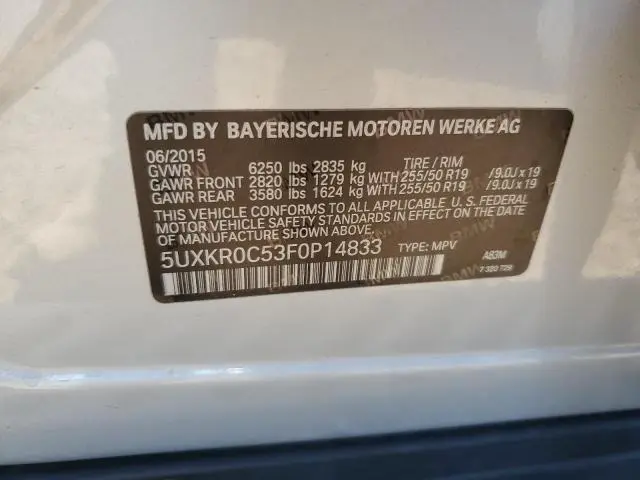 MFD BY BAYERISCHE MOTOREN WERKE AG
06/2015 TIRE / RIM
GVWR 6250 lbs 2835 kg
GAWR FRONT 2820 lbs 1279 kg WITH 255/50 R19 /9.0J x 19
GAWR REAR 3580 lbs 1624 kg WITH 255/50 R19 /9.0J x 19
THIS VEHICLE CONFORMS TO ALL APPLICABLE U. S. FEDERAL
MOTOR VEHICLE SAFETY STANDARDS IN EFFECT ON THE
DATE OF MANUFACTURE SHOWN ABOVE.
5UXKR0C53F0P14833 TYPE: MPV A83M
7 320 729